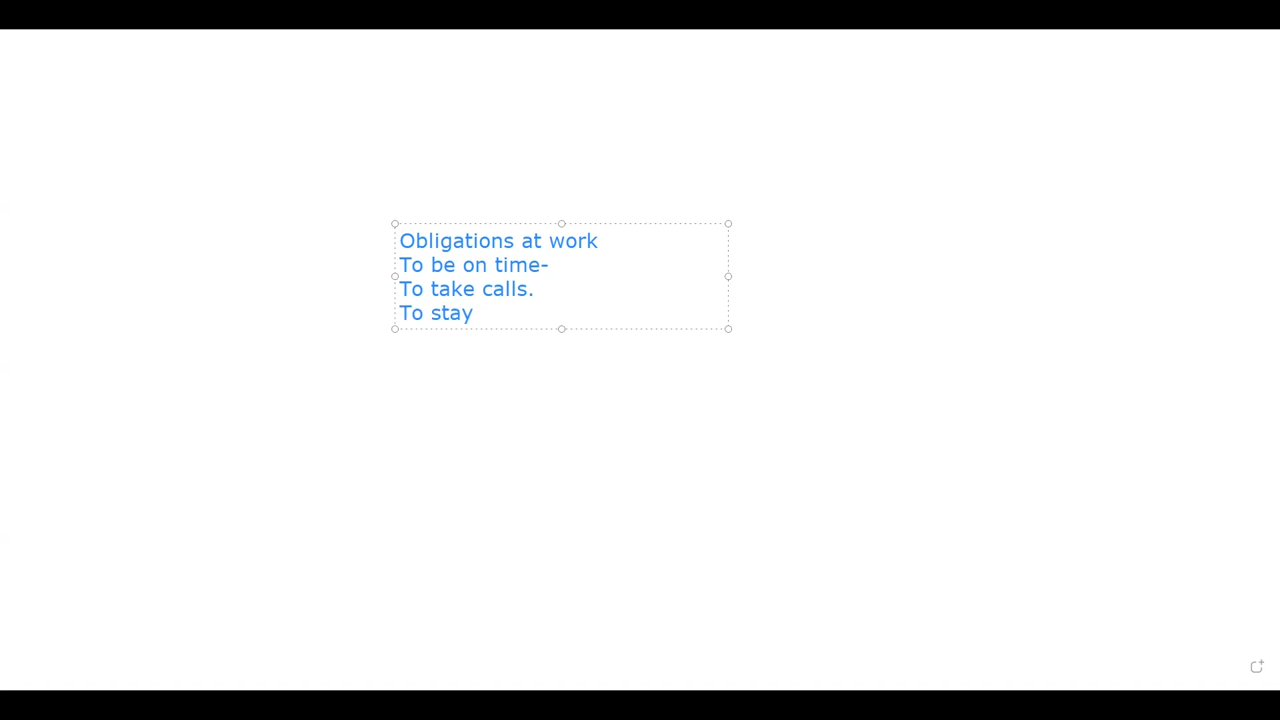 Obligations at work
To be on time-
To take calls.
To stay